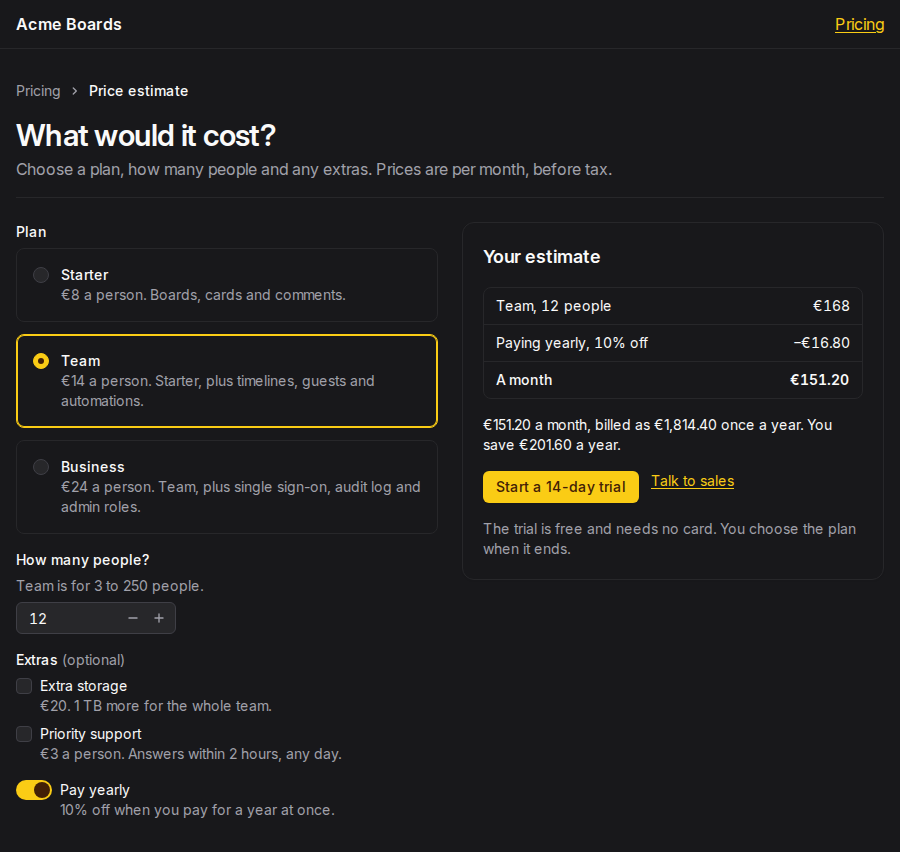 Acme Boards
Pricing
Pricing
Price estimate
What would it cost?
Choose a plan, how many people and any extras. Prices are per month, before tax.
Plan
Starter
€8 a person. Boards, cards and comments.
Team
€14 a person. Starter, plus timelines, guests and
automations.
Business
€24 a person. Team, plus single sign-on, audit log and
admin roles.
How many people?
Team is for 3 to 250 people.
12
Extras (optional)
Extra storage
€20. 1 TB more for the whole team.
Priority support
€3 a person. Answers within 2 hours, any day.
Pay yearly
10% off when you pay for a year at once.
Your estimate
Team, 12 people €168
Paying yearly, 10% off −€16.80
A month €151.20
€151.20 a month, billed as €1,814.40 once a year. You
save €201.60 a year.
Start a 14-day trial
Talk to sales
The trial is free and needs no card. You choose the plan
when it ends.